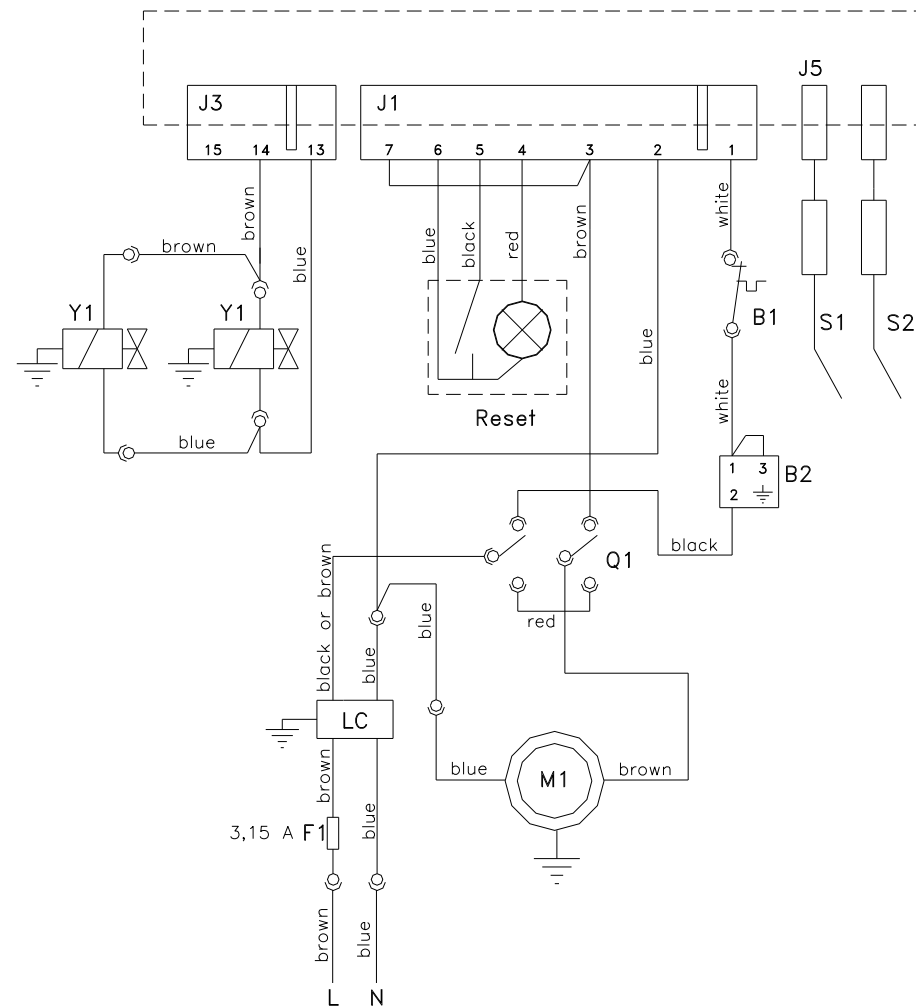 J5
J3
J1
15 14 13
7 6 5 4 3 2 1
brown
blue
blue
black
red
brown
white
brown
Y1
Y1
B1
S1
S2
blue
white
Reset
blue
1 3
2
B2
black
Q1
black or brown
blue
blue
red
LC
brown
blue
blue
M1
brown
3,15 A F1
brown
blue
L N